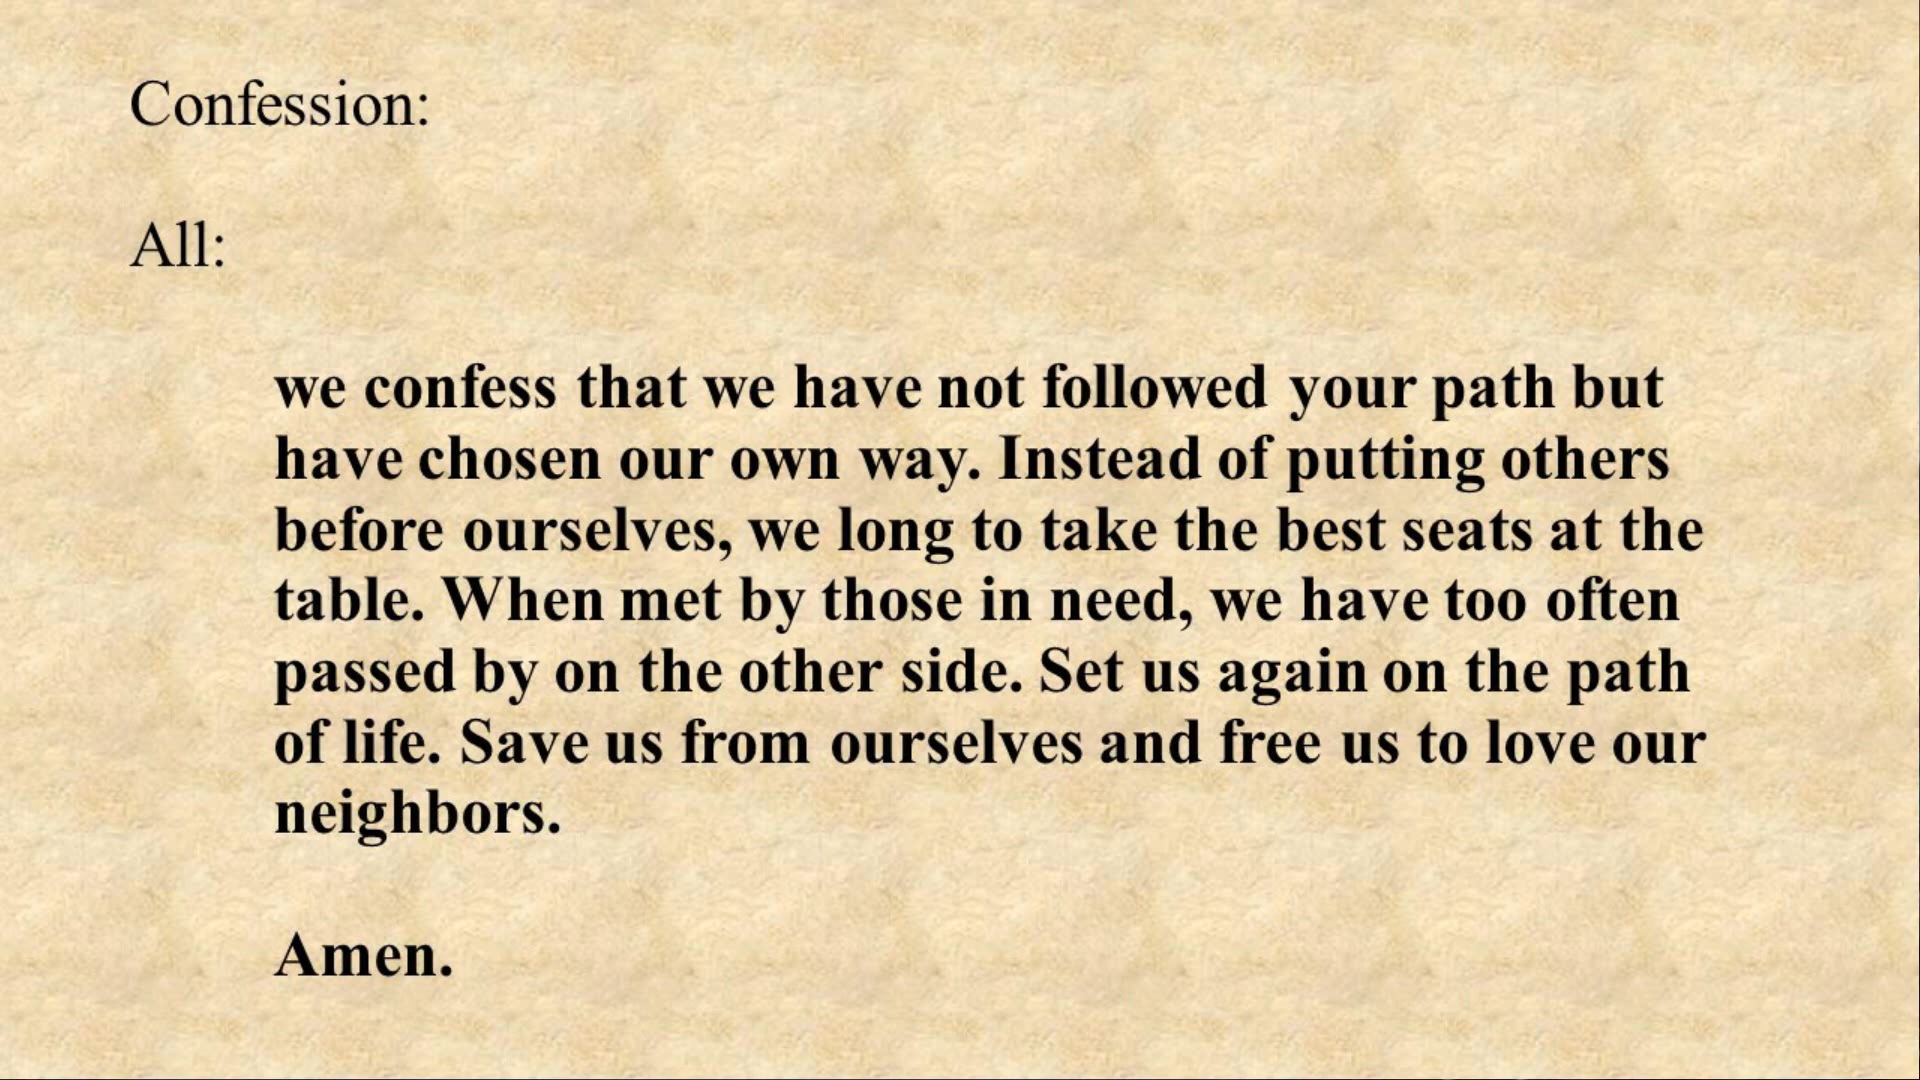 Confession:
All:
we confess that we have not followed your path but
have chosen our own way. Instead of putting others
before ourselves, we long to take the best seats at the
table. When met by those in need, we have too often
passed by on the other side. Set us again on the path
of life. Save us from ourselves and free us to love our
neighbors.
Amen.